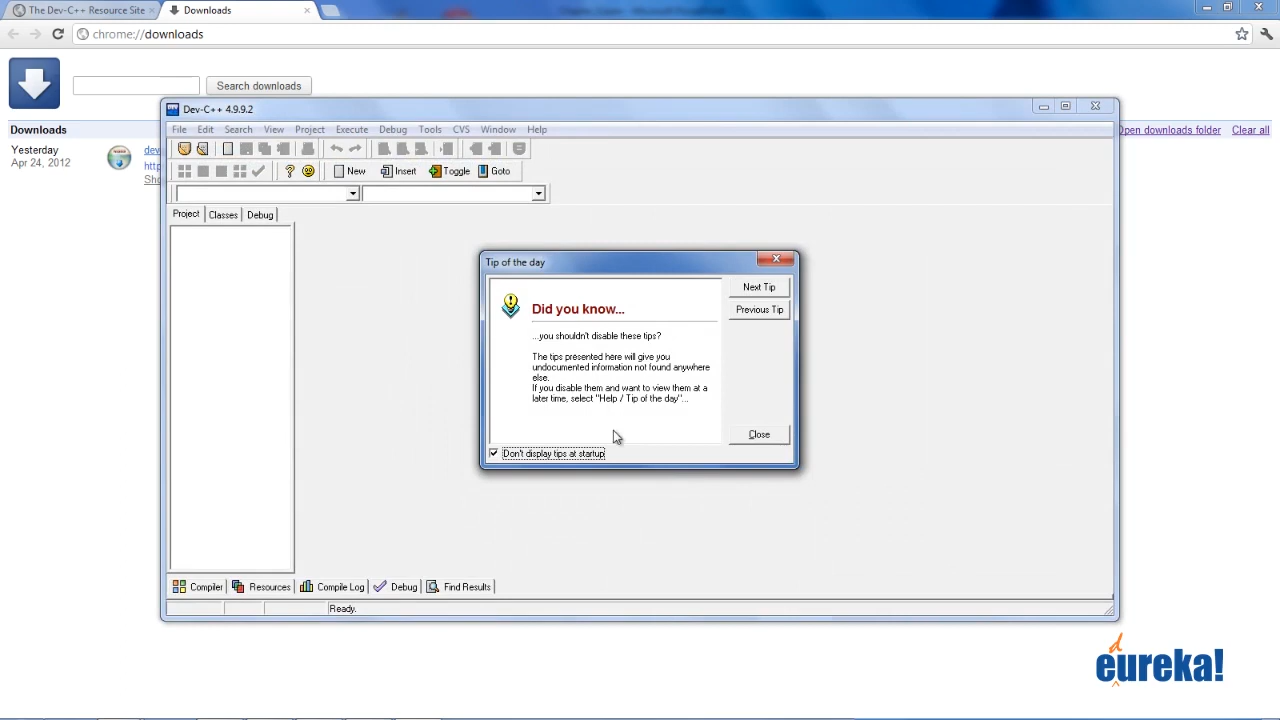 The Dev-C++ Resource Site
Downloads
chrome://downloads
Search downloads
Downloads
Open downloads folder
Clear all
Yesterday
Apr 24, 2012
dev
http
Sho
Dev-C++ 4.9.9.2
File Edit Search View Project Execute Debug Tools CVS Window Help
New Insert Toggle Goto
Project Classes Debug
Tip of the day
Did you know...
...you shouldn't disable these tips?
The tips presented here will give you
undocumented information not found anywhere
else.
If you disable them and want to view them at a
later time, select "Help / Tip of the day"...
Next Tip
Previous Tip
Close
Don't display tips at startup
Compiler Resources Compile Log Debug Find Results
Ready.
edureka!